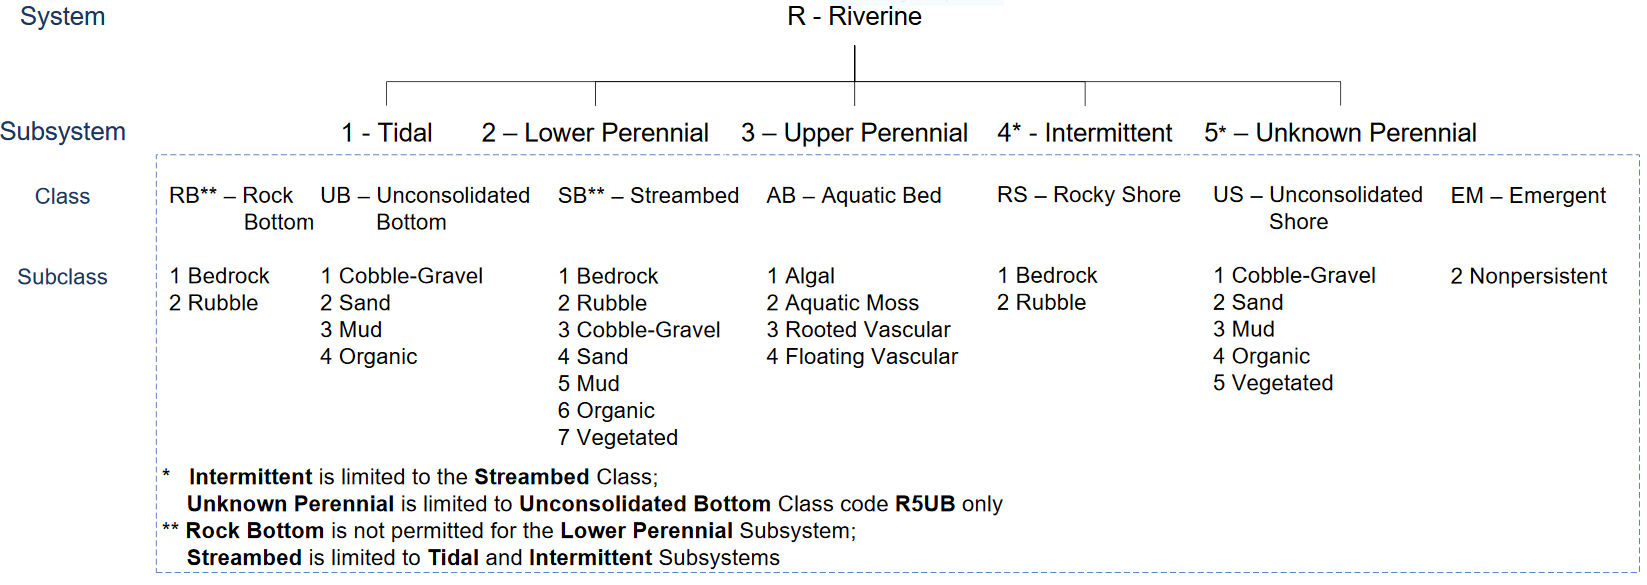 System
R - Riverine
Subsystem
1 - Tidal
2 – Lower Perennial
3 – Upper Perennial
4* - Intermittent
5* – Unknown Perennial
Class
RB** – Rock
Bottom
UB – Unconsolidated
Bottom
SB** – Streambed
AB – Aquatic Bed
RS – Rocky Shore
US – Unconsolidated
Shore
EM – Emergent
Subclass
1 Bedrock
2 Rubble
1 Cobble-Gravel
2 Sand
3 Mud
4 Organic
1 Bedrock
2 Rubble
3 Cobble-Gravel
4 Sand
5 Mud
6 Organic
7 Vegetated
1 Algal
2 Aquatic Moss
3 Rooted Vascular
4 Floating Vascular
1 Bedrock
2 Rubble
1 Cobble-Gravel
2 Sand
3 Mud
4 Organic
5 Vegetated
2 Nonpersistent
* Intermittent is limited to the Streambed Class;
Unknown Perennial is limited to Unconsolidated Bottom Class code R5UB only
** Rock Bottom is not permitted for the Lower Perennial Subsystem;
Streambed is limited to Tidal and Intermittent Subsystems